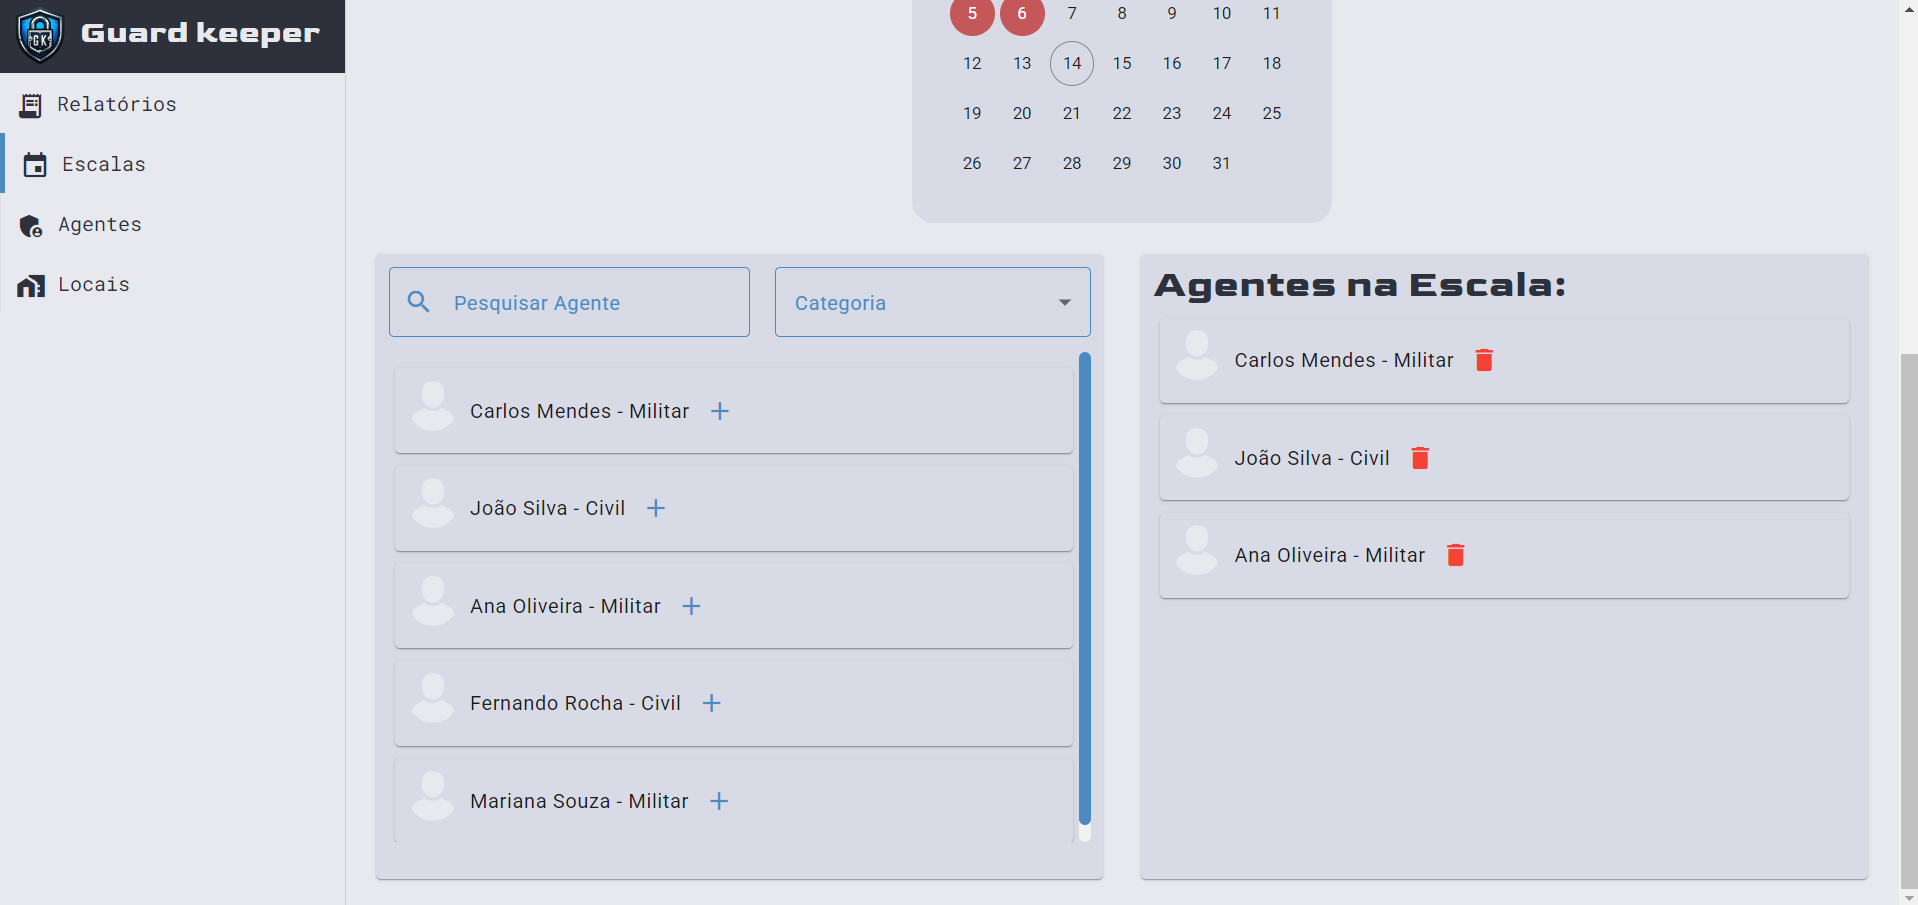 GK
Guard keeper
Relatórios
Escalas
Agentes
Locais
5 6 7 8 9 10 11
12 13 14 15 16 17 18
19 20 21 22 23 24 25
26 27 28 29 30 31
Pesquisar Agente
Categoria
Carlos Mendes - Militar
João Silva - Civil
Ana Oliveira - Militar
Fernando Rocha - Civil
Mariana Souza - Militar
Agentes na Escala:
Carlos Mendes - Militar
João Silva - Civil
Ana Oliveira - Militar